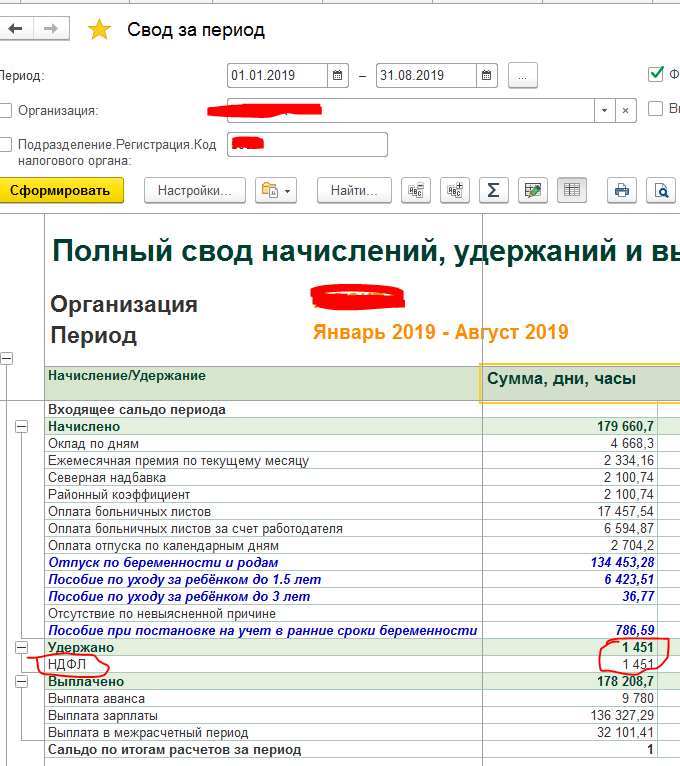 Свод за период
Период: 01.01.2019 – 31.08.2019 ... Ф
Организация:
Подразделение.Регистрация.Код
налогового органа:
Сформировать Настройки... Найти...
Полный свод начислений, удержаний и вы
Организация
Период Январь 2019 - Август 2019
Начисление/Удержание Сумма, дни, часы
Входящее сальдо периода
Начислено 179 660,7
Оклад по дням 4 668,3
Ежемесячная премия по текущему месяцу 2 334,16
Северная надбавка 2 100,74
Районный коэффициент 2 100,74
Оплата больничных листов 17 457,54
Оплата больничных листов за счет работодателя 6 594,87
Оплата отпуска по календарным дням 2 704,2
Отпуск по беременности и родам 134 453,28
Пособие по уходу за ребёнком до 1.5 лет 6 423,51
Пособие по уходу за ребёнком до 3 лет 36,77
Отсутствие по невыясненной причине
Пособие при постановке на учет в ранние сроки беременности 786,59
Удержано 1 451
НДФЛ 1 451
Выплачено 178 208,7
Выплата аванса 9 780
Выплата зарплаты 136 327,29
Выплата в межрасчетный период 32 101,41
Сальдо по итогам расчетов за период 1